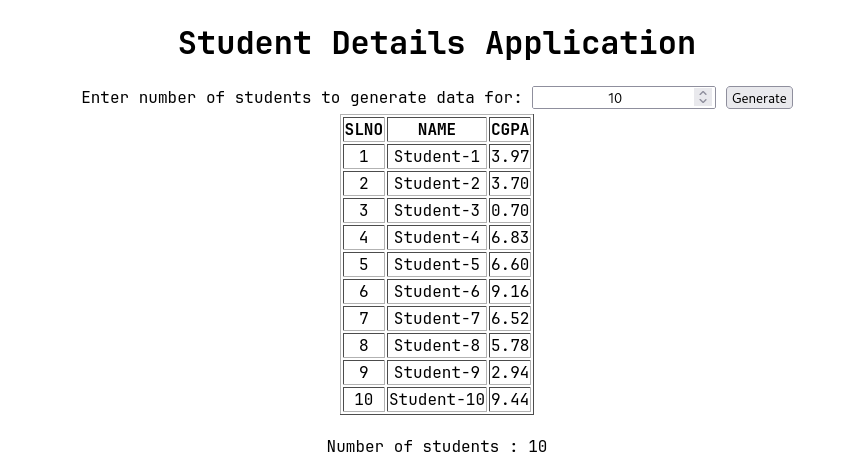 Student Details Application
Enter number of students to generate data for: 10 Generate
SLNO NAME CGPA
1 Student-1 3.97
2 Student-2 3.70
3 Student-3 0.70
4 Student-4 6.83
5 Student-5 6.60
6 Student-6 9.16
7 Student-7 6.52
8 Student-8 5.78
9 Student-9 2.94
10 Student-10 9.44
Number of students : 10